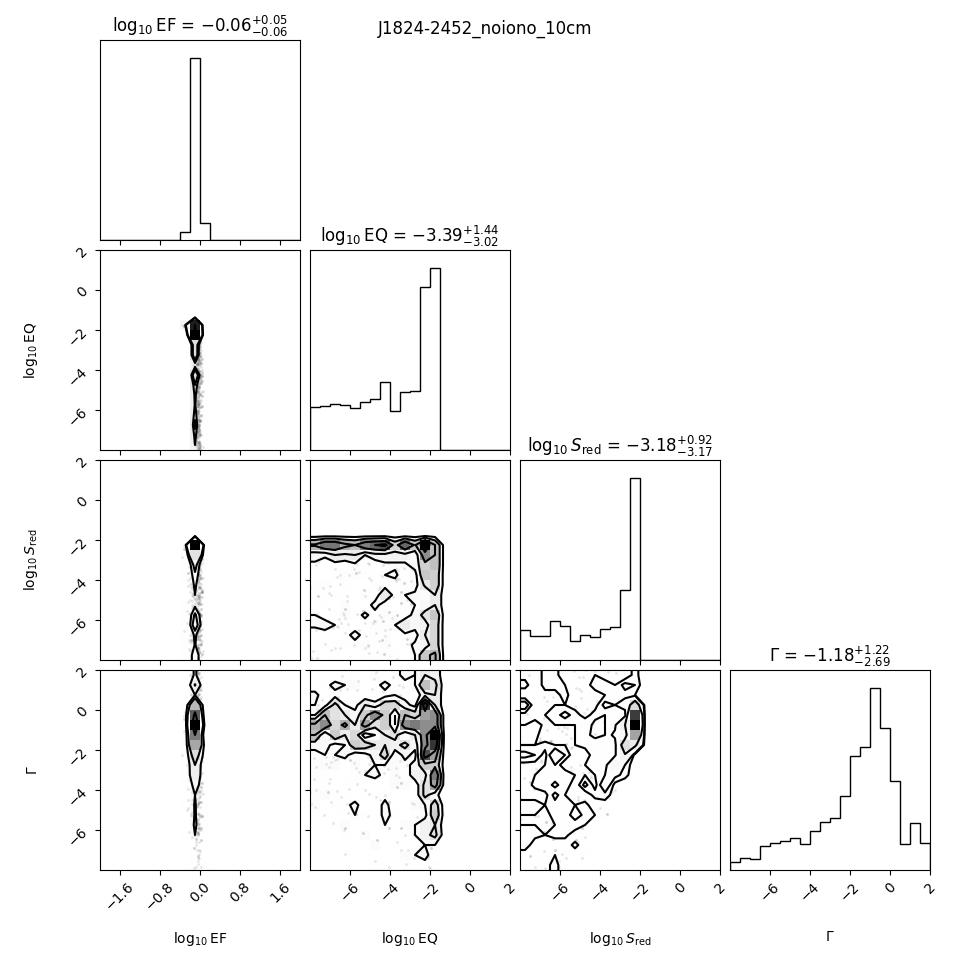 log₁₀ EF = −0.06 +0.05 −0.06
J1824-2452_noiono_10cm
log₁₀ EQ = −3.39 +1.44 −3.02
2
0
−2
−4
−6
log₁₀ EQ
log₁₀ S_red = −3.18 +0.92 −3.17
2
0
−2
−4
−6
log₁₀ S_red
Γ = −1.18 +1.22 −2.69
2
0
−2
−4
−6
Γ
−1.6 −0.8 0.0 0.8 1.6
−6 −4 −2 0 2
−6 −4 −2 0 2
−6 −4 −2 0 2
log₁₀ EF
log₁₀ EQ
log₁₀ S_red
Γ